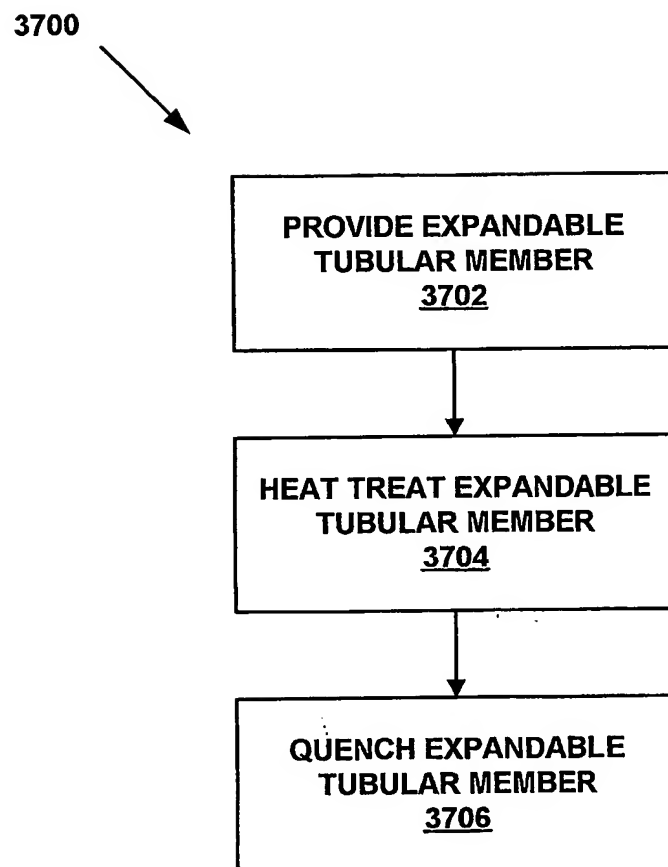 3700
PROVIDE EXPANDABLE
TUBULAR MEMBER
3702
HEAT TREAT EXPANDABLE
TUBULAR MEMBER
3704
QUENCH EXPANDABLE
TUBULAR MEMBER
3706